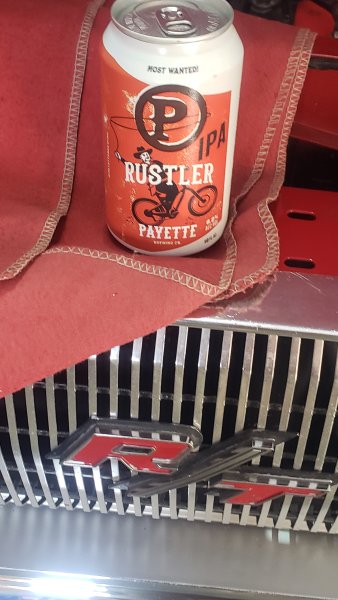 MOST WANTED!
P
IPA
RUSTLER
PAYETTE
BREWING CO.
R/T